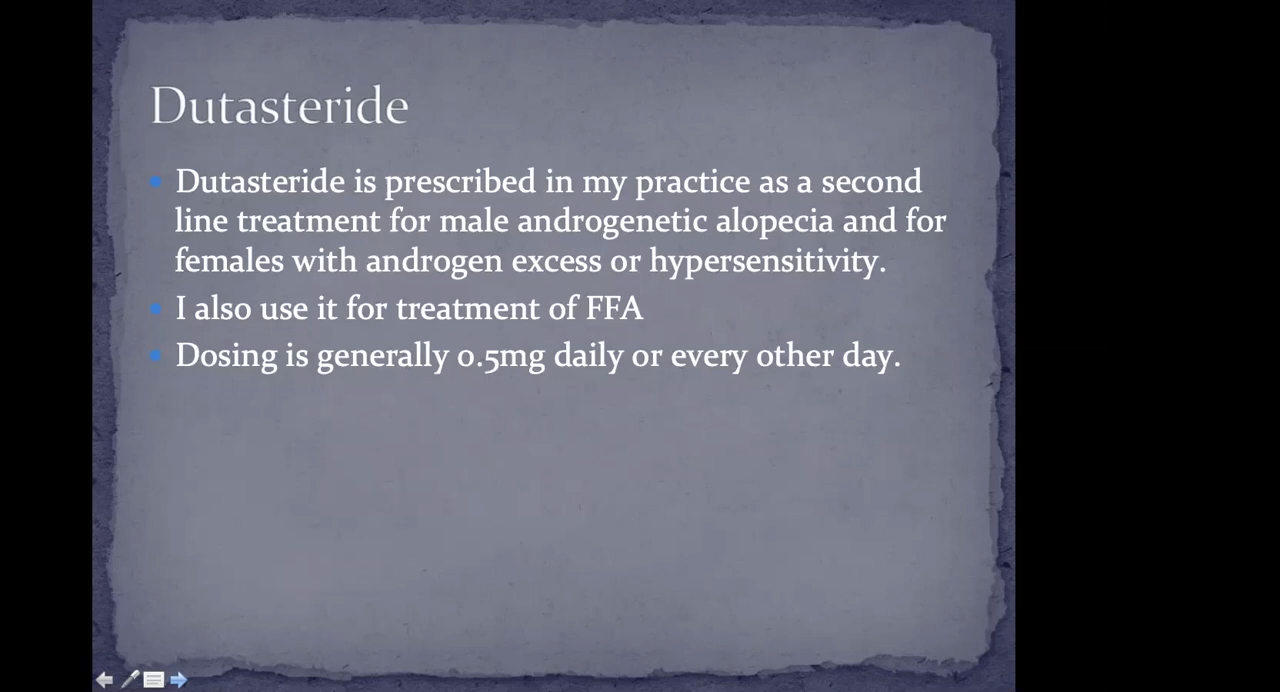 Dutasteride
Dutasteride is prescribed in my practice as a second
line treatment for male androgenetic alopecia and for
females with androgen excess or hypersensitivity.
I also use it for treatment of FFA
Dosing is generally 0.5mg daily or every other day.